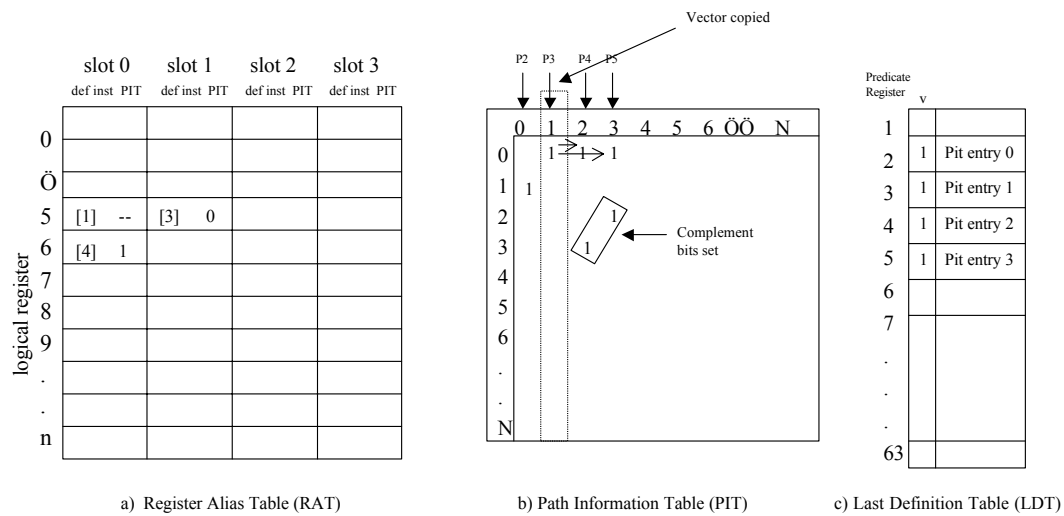 Vector copied
slot 0 slot 1 slot 2 slot 3
def inst PIT def inst PIT def inst PIT def inst PIT
logical register
0
Ö
5 [1] -- [3] 0
6 [4] 1
7
8
9
.
.
n
a) Register Alias Table (RAT)
P2 P3 P4 P5
0 1 2 3 4 5 6 ÖÖ N
0 1 1 1
1 1
2 1
3 1
4
5
6
.
.
N
Complement
bits set
b) Path Information Table (PIT)
Predicate
Register
v
1
2 1 Pit entry 0
3 1 Pit entry 1
4 1 Pit entry 2
5 1 Pit entry 3
6
7
.
.
.
63
c) Last Definition Table (LDT)